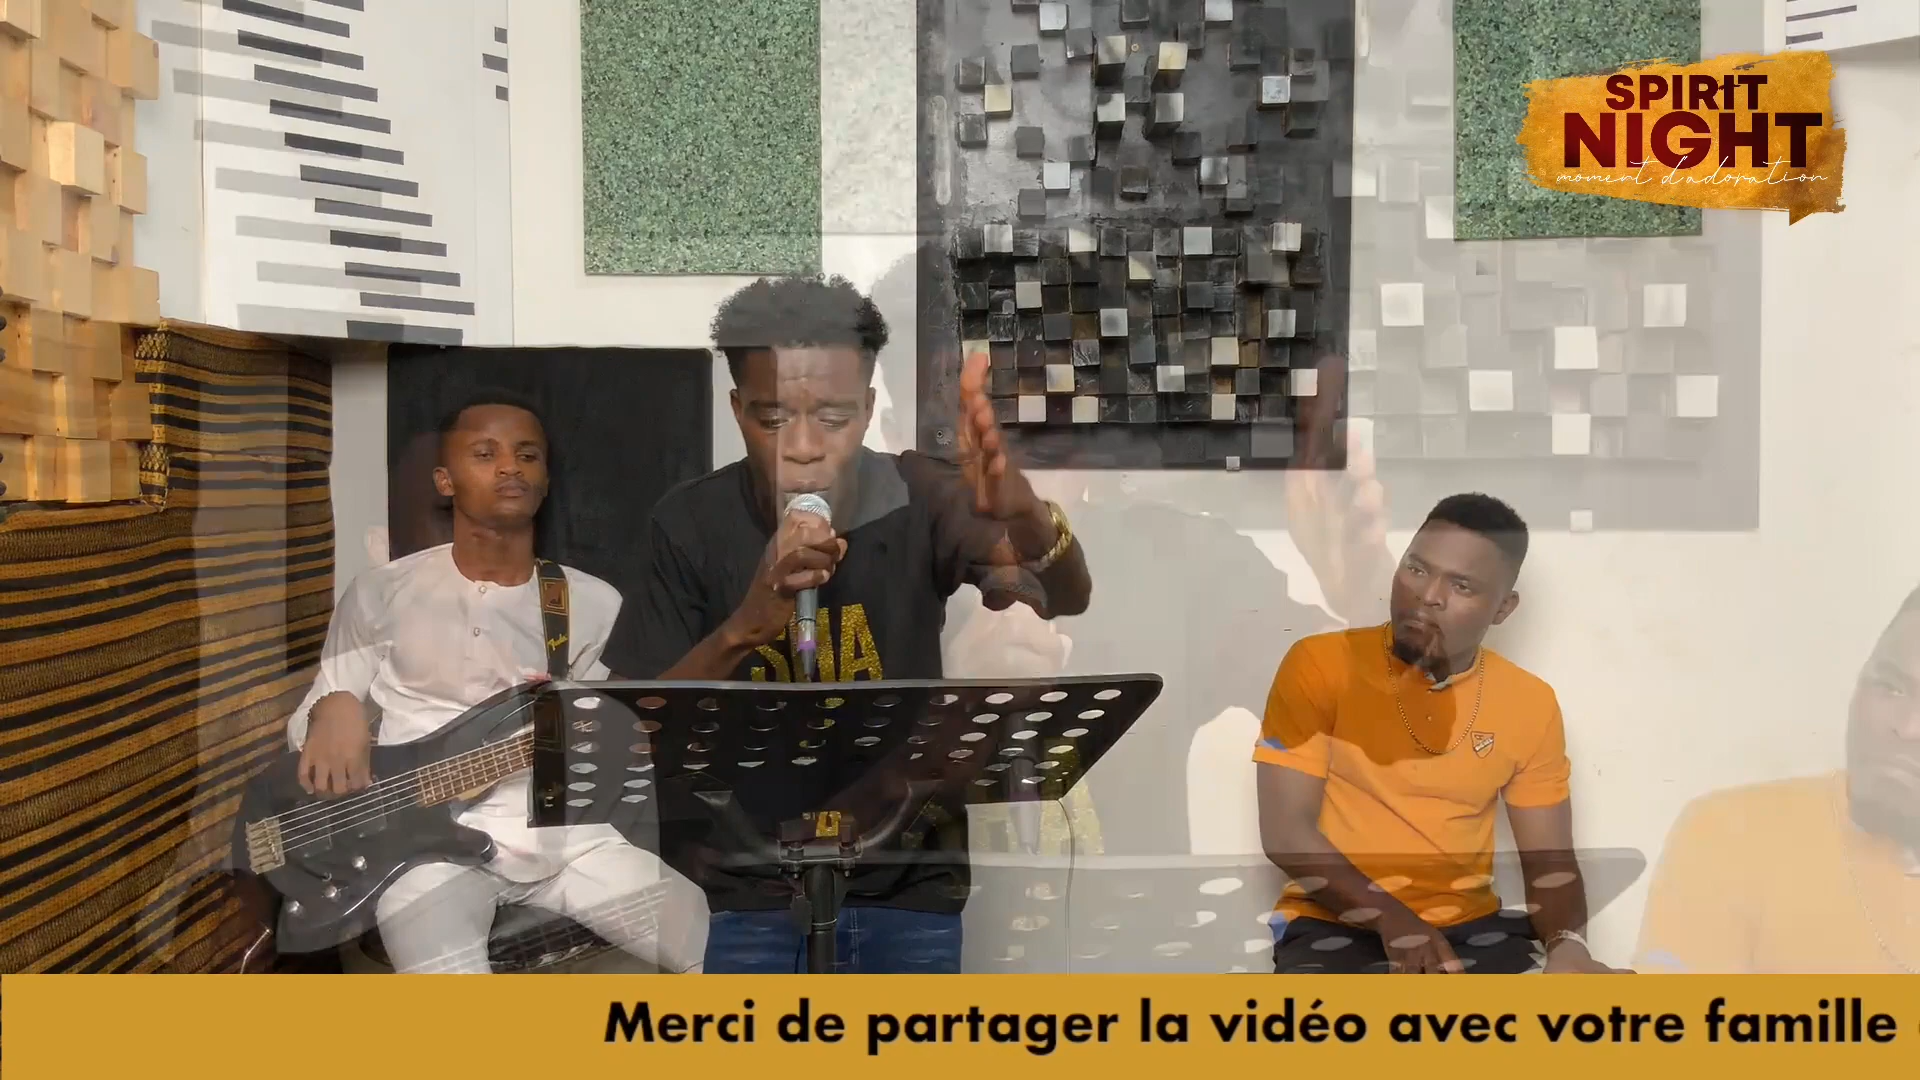 SPIRIT
NIGHT
moment d'adoration
Merci de partager la vidéo avec votre famille